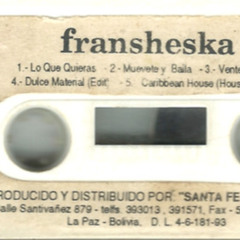 fransheska
1.- Lo Que Quieras 2.- Muevete y Baila 3.- Vente
4.- Dulce Material (Edit) 5. Caribbean House (Hous
RODUCIDO Y DISTRIBUIDO POR: "SANTA FE
alle Santivañez 879 - telfs. 393013, 391571, Fax - S
La Paz - Bolivia, D. L. 4-6-181-93